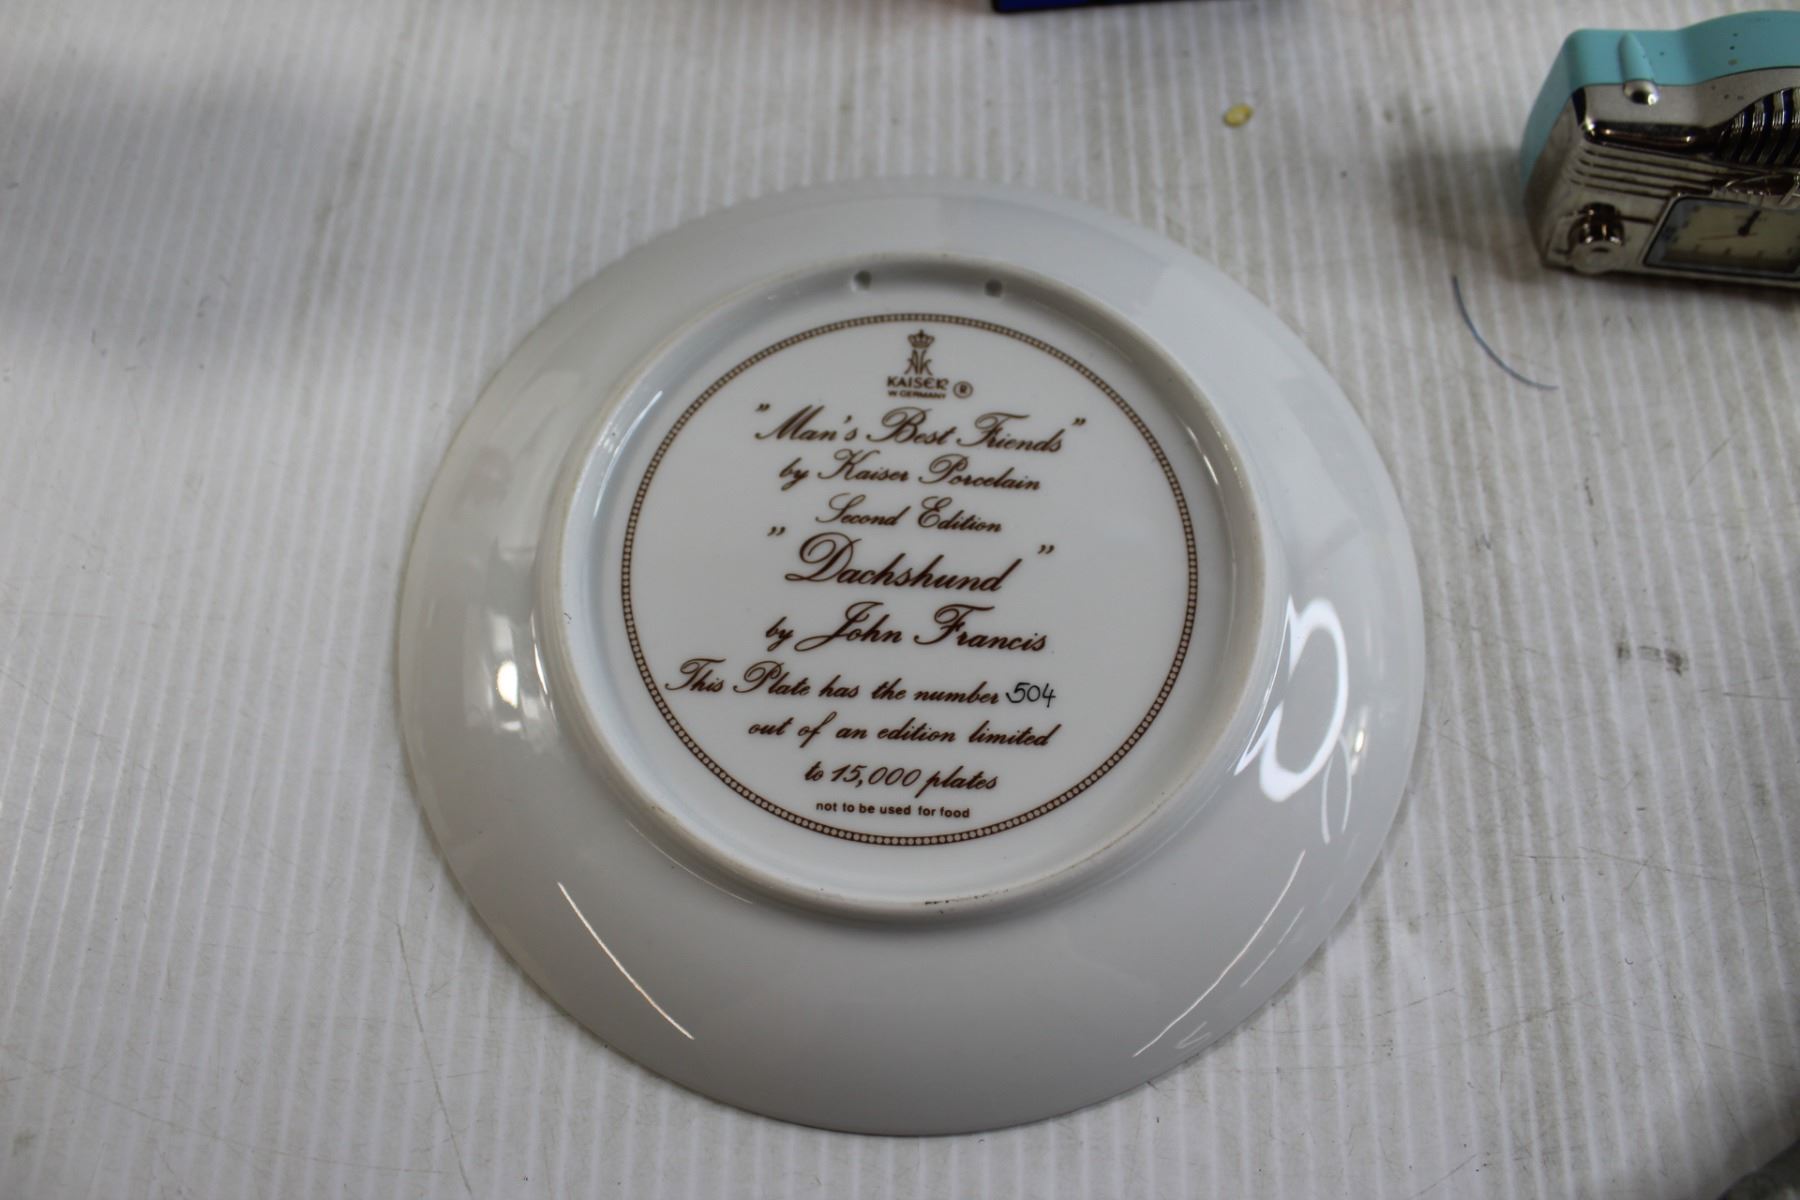 KAISER ®
W. GERMANY
"Man's Best Friends"
by Kaiser Porcelain
Second Edition
"Dachshund"
by John Francis
This Plate has the number 504
out of an edition limited
to 15,000 plates
not to be used for food